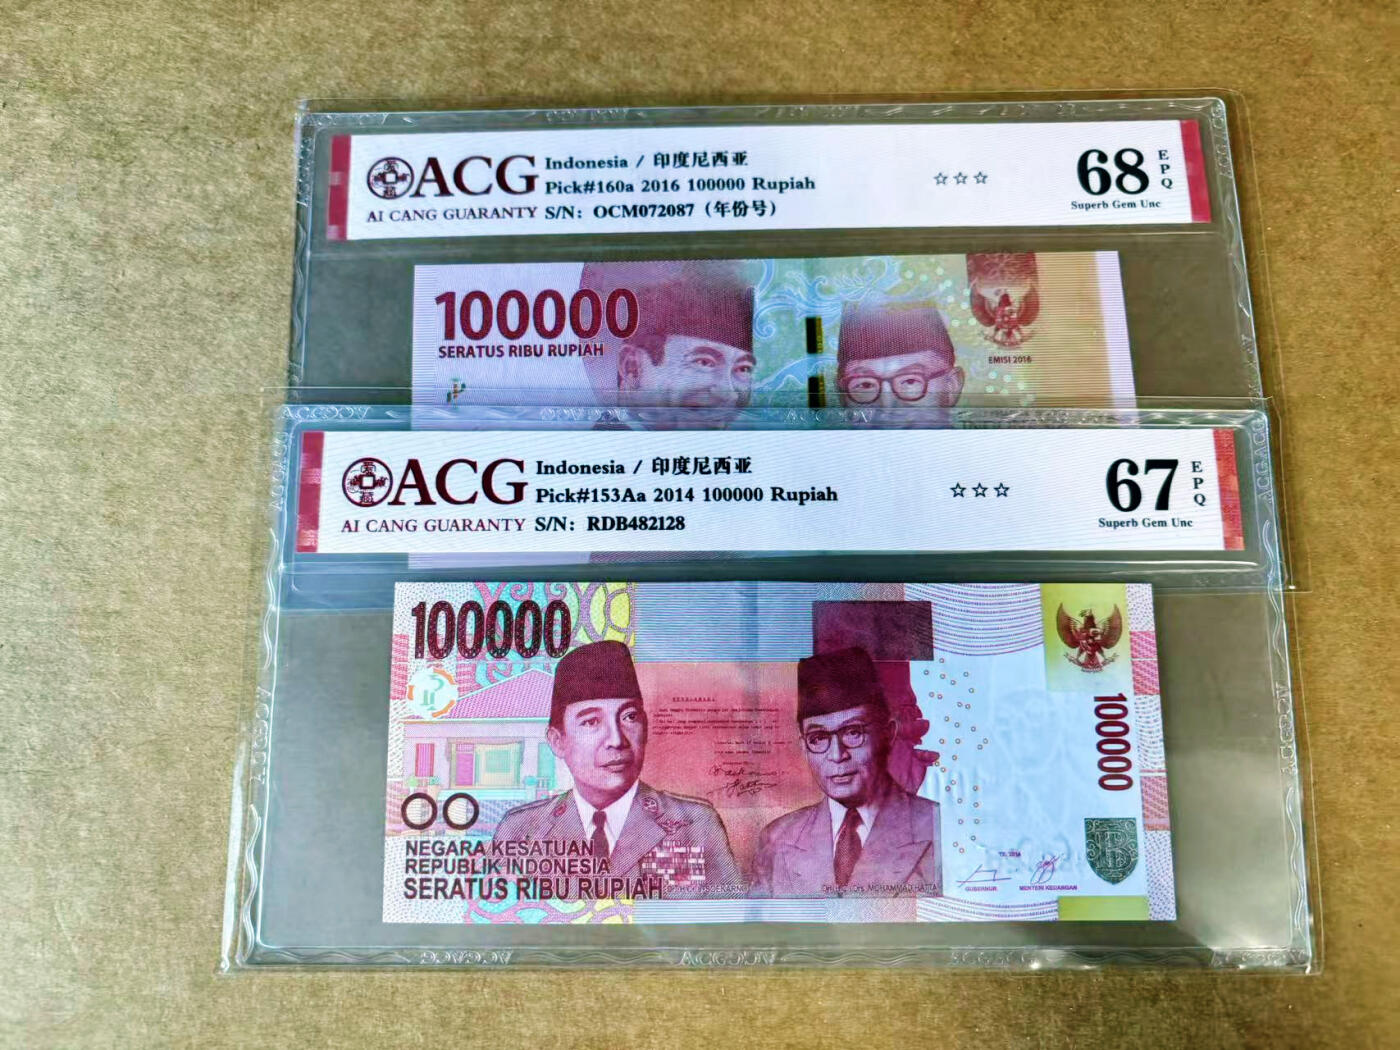 ACG
AI CANG GUARANTY
Indonesia / 印度尼西亚
Pick#160a 2016 100000 Rupiah
S/N: OCM072087 (年份号)
☆☆☆
68
EPQ
Superb Gem Unc
100000
SERATUS RIBU RUPIAH
EMISI 2016
ACG
AI CANG GUARANTY
Indonesia / 印度尼西亚
Pick#153Aa 2014 100000 Rupiah
S/N: RDB482128
☆☆☆
67
EPQ
Superb Gem Unc
100000
100000
NEGARA KESATUAN
REPUBLIK INDONESIA
SERATUS RIBU RUPIAH
MOHAMMAD HATTA
GUBERNUR
MENTERI KEUANGAN